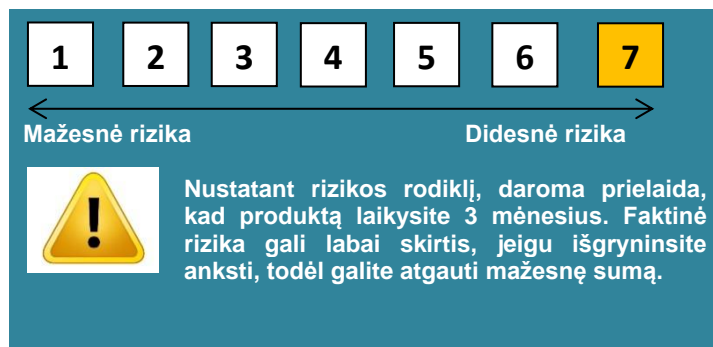 1 2 3 4 5 6 7
Mažesnė rizika Didesnė rizika
Nustatant rizikos rodiklį, daroma prielaida,
kad produktą laikysite 3 mėnesius. Faktinė
rizika gali labai skirtis, jeigu išgryninsite
anksti, todėl galite atgauti mažesnę sumą.